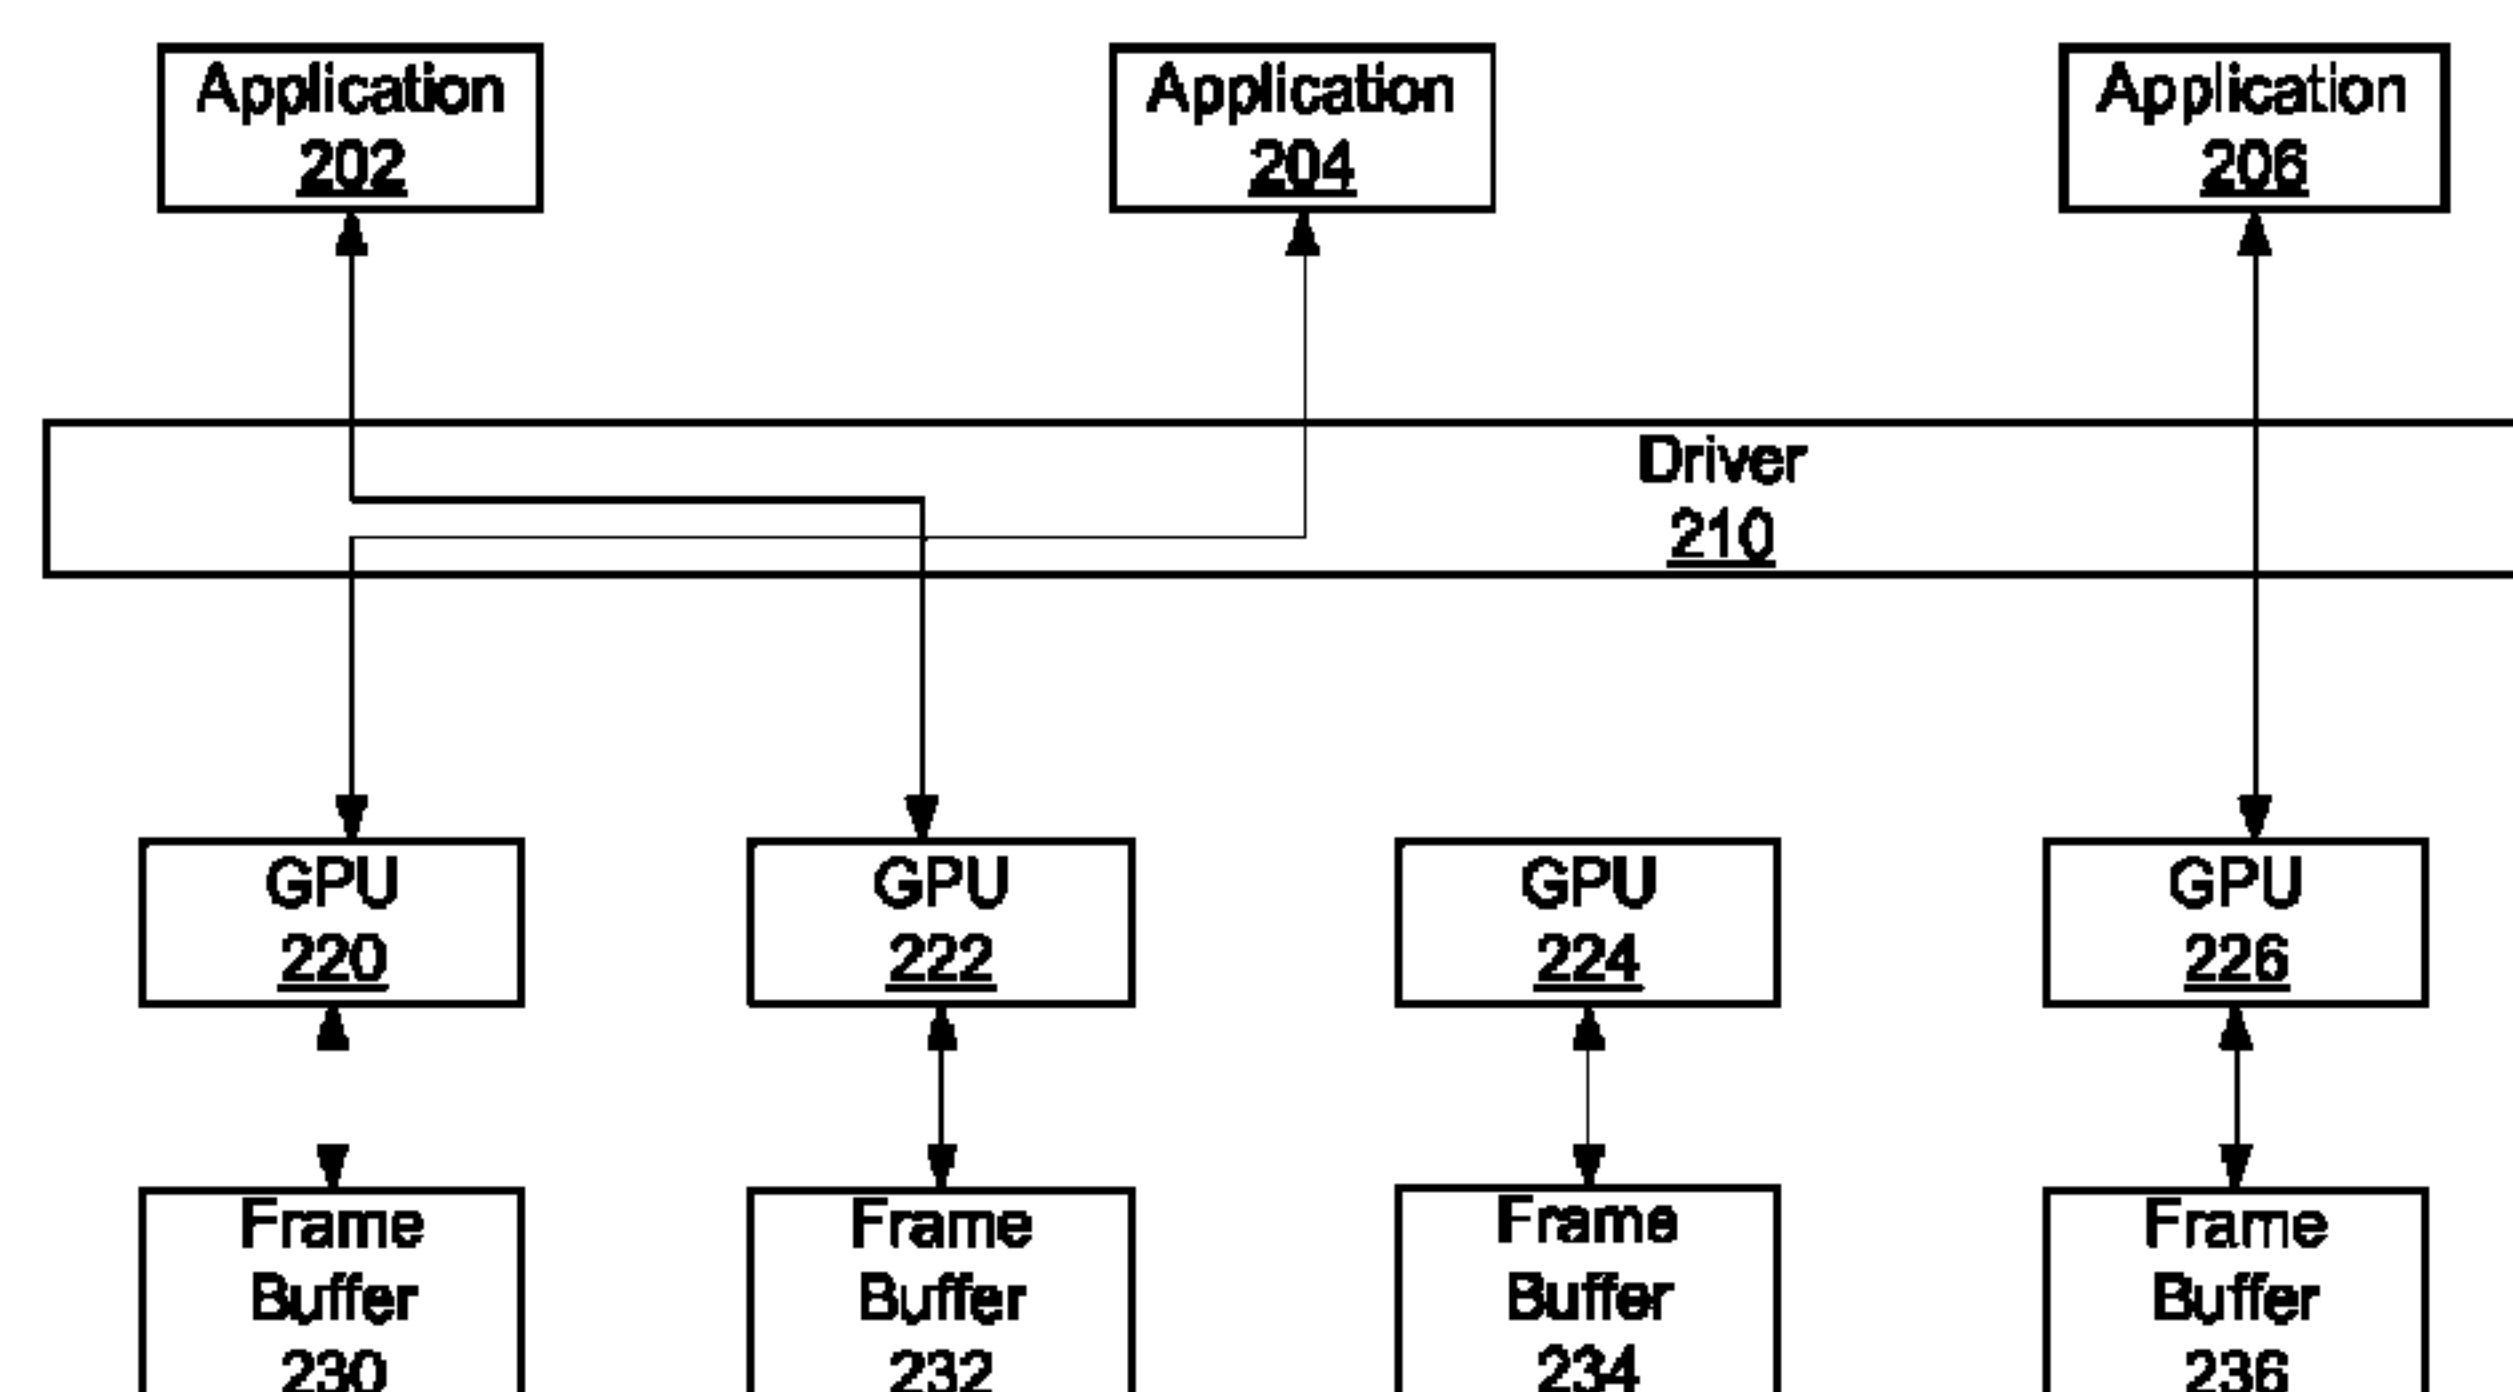 Application
202
Application
204
Application
206
Driver
210
GPU
220
GPU
222
GPU
224
GPU
226
Frame
Buffer
230
Frame
Buffer
232
Frame
Buffer
234
Frame
Buffer
236